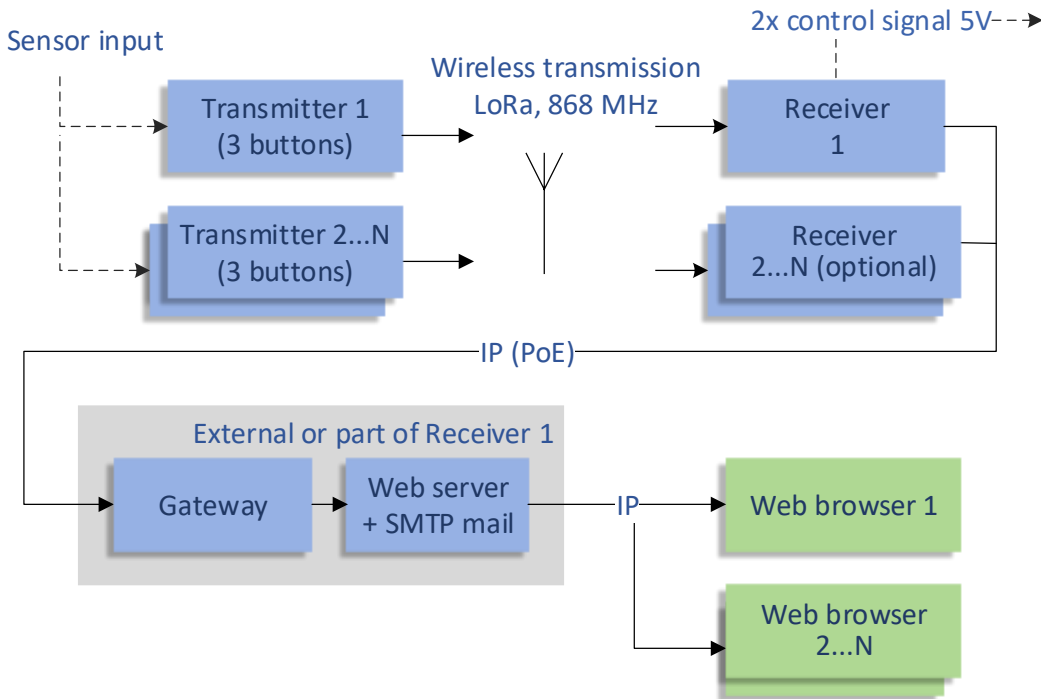 2x control signal 5V
Sensor input
Wireless transmission
LoRa, 868 MHz
Transmitter 1
(3 buttons)
Receiver
1
Transmitter 2...N
(3 buttons)
Receiver
2...N (optional)
IP (PoE)
External or part of Receiver 1
Gateway
Web server
+ SMTP mail
IP
Web browser 1
Web browser
2...N